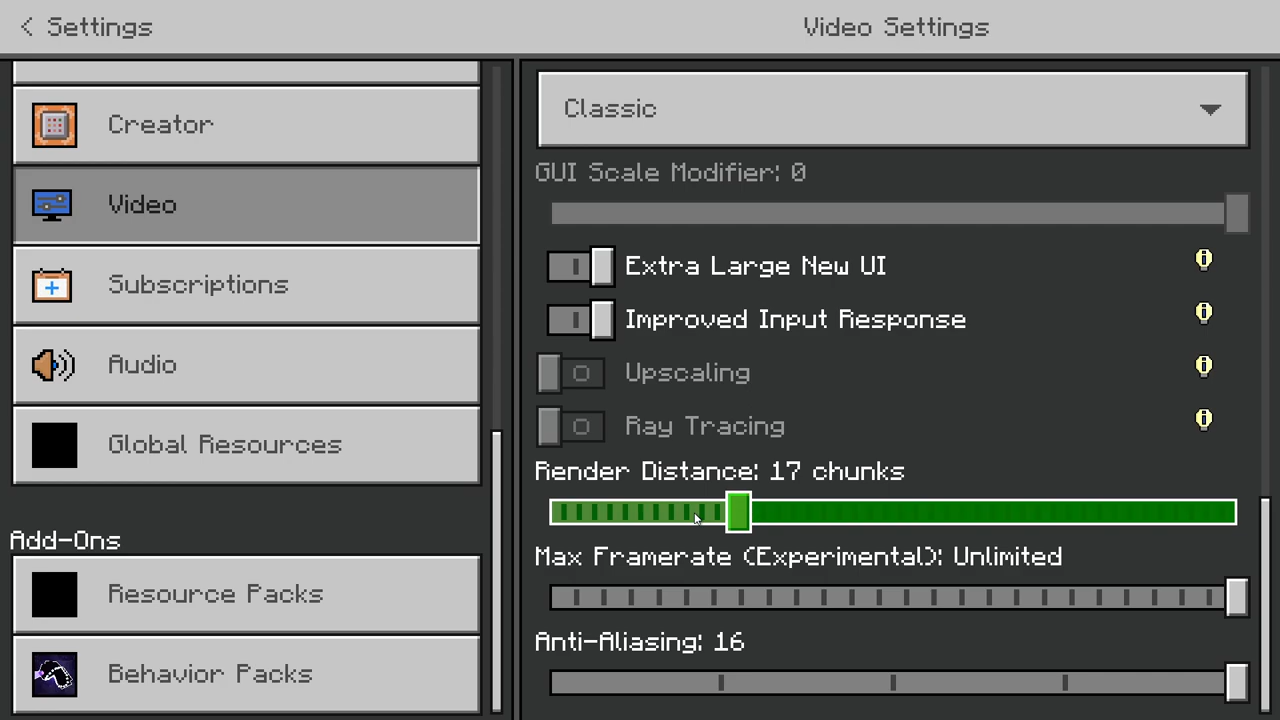 Settings
Video Settings
Creator
Video
Subscriptions
Audio
Global Resources
Add-Ons
Resource Packs
Behavior Packs
Classic
GUI Scale Modifier: 0
Extra Large New UI
Improved Input Response
Upscaling
Ray Tracing
Render Distance: 17 chunks
Max Framerate (Experimental): Unlimited
Anti-Aliasing: 16